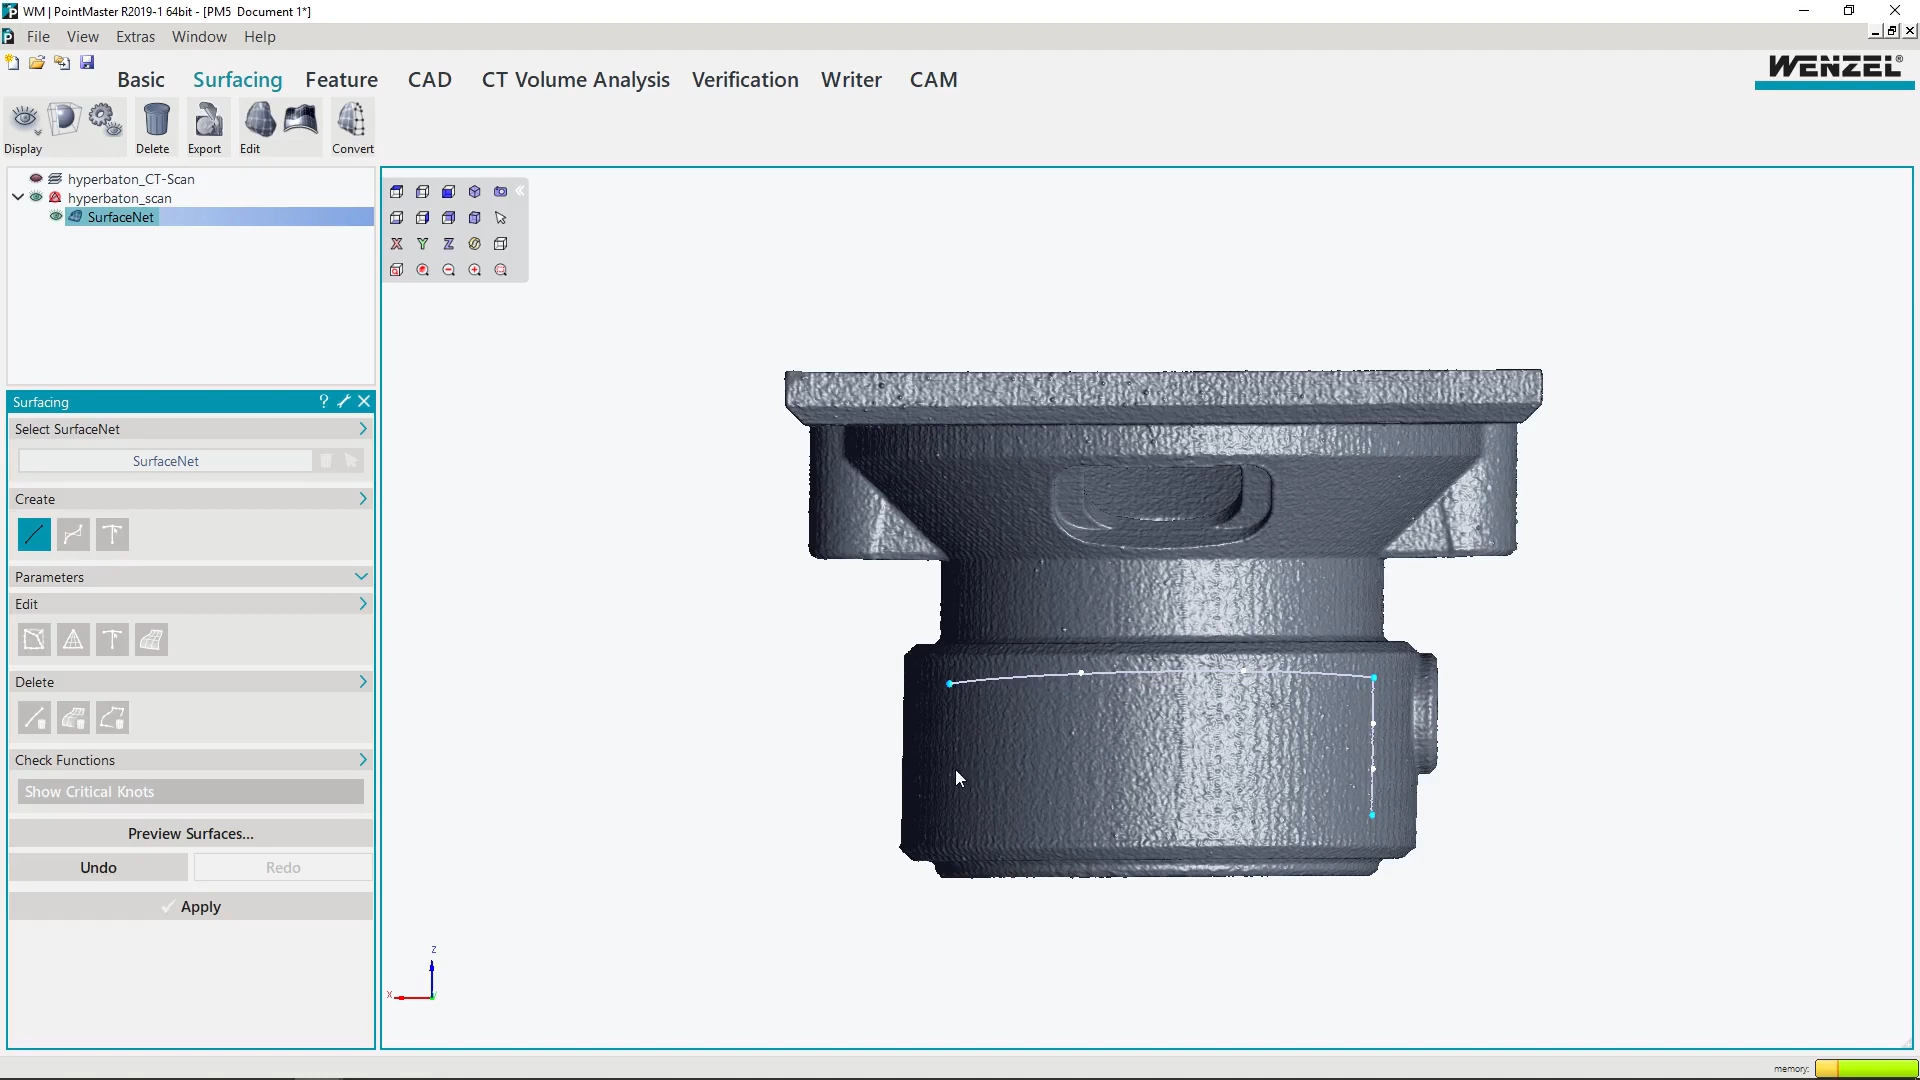 WM | PointMaster R2019-1 64bit - [PM5 Document 1*]
File View Extras Window Help
Basic Surfacing Feature CAD CT Volume Analysis Verification Writer CAM
WENZEL®
Display Delete Export Edit Convert
hyperbaton_CT-Scan
hyperbaton_scan
SurfaceNet
X Y Z
Surfacing ?
Select SurfaceNet
SurfaceNet
Create
Parameters
Edit
Delete
Check Functions
Show Critical Knots
Preview Surfaces...
Undo Redo
Apply
Z
X
memory: